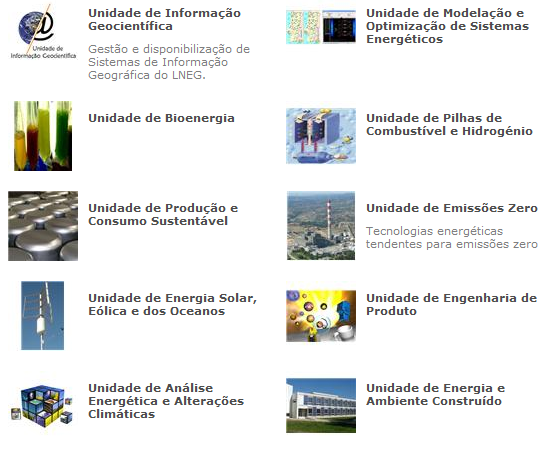 Unidade de Informação
Geocientífica
Gestão e disponibilização de
Sistemas de Informação
Geográfica do LNEG.
Unidade de
Informação Geocientífica
Unidade de Modelação e
Optimização de Sistemas
Energéticos
Unidade de Bioenergia
Unidade de Pilhas de
Combustível e Hidrogénio
Unidade de Produção e
Consumo Sustentável
Unidade de Emissões Zero
Tecnologias energéticas
tendentes para emissões zero
Unidade de Energia Solar,
Eólica e dos Oceanos
Unidade de Engenharia de
Produto
Unidade de Análise
Energética e Alterações
Climáticas
Unidade de Energia e
Ambiente Construído